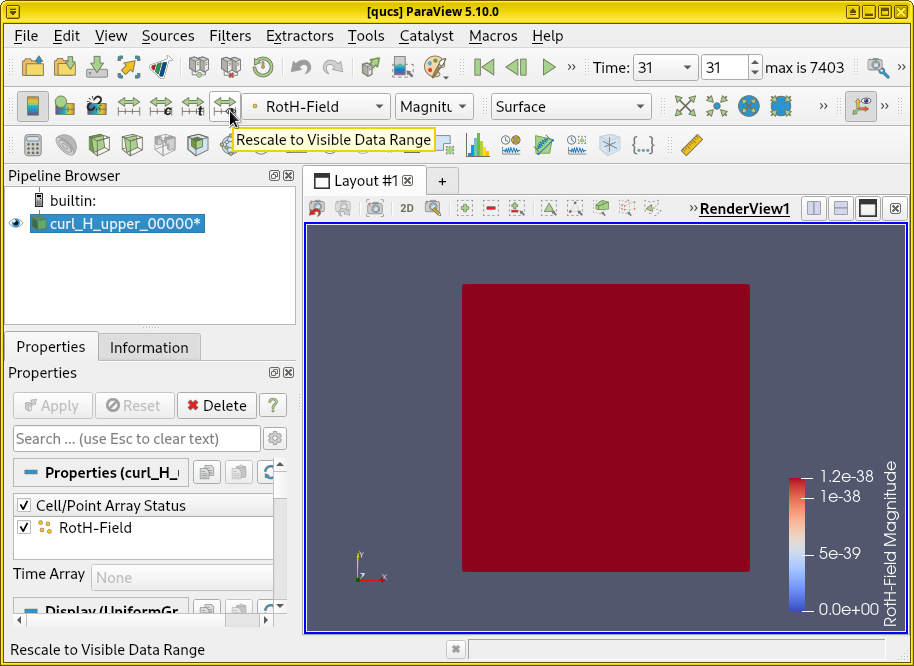 [qucs] ParaView 5.10.0
File Edit View Sources Filters Extractors Tools Catalyst Macros Help
Time: 31 31 max is 7403 »
RotH-Field Magnitu Surface » »
Rescale to Visible Data Range
Pipeline Browser
builtin:
curl_H_upper_00000*
Properties Information
Properties
Apply Reset Delete ?
Search ... (use Esc to clear text)
Properties (curl_H_
Cell/Point Array Status
RotH-Field
Time Array None
Display (UniformGr
Layout #1 +
2D » RenderView1
Y
Z X
1.2e-38
1e-38
5e-39
0.0e+00
RotH-Field Magnitude
Rescale to Visible Data Range